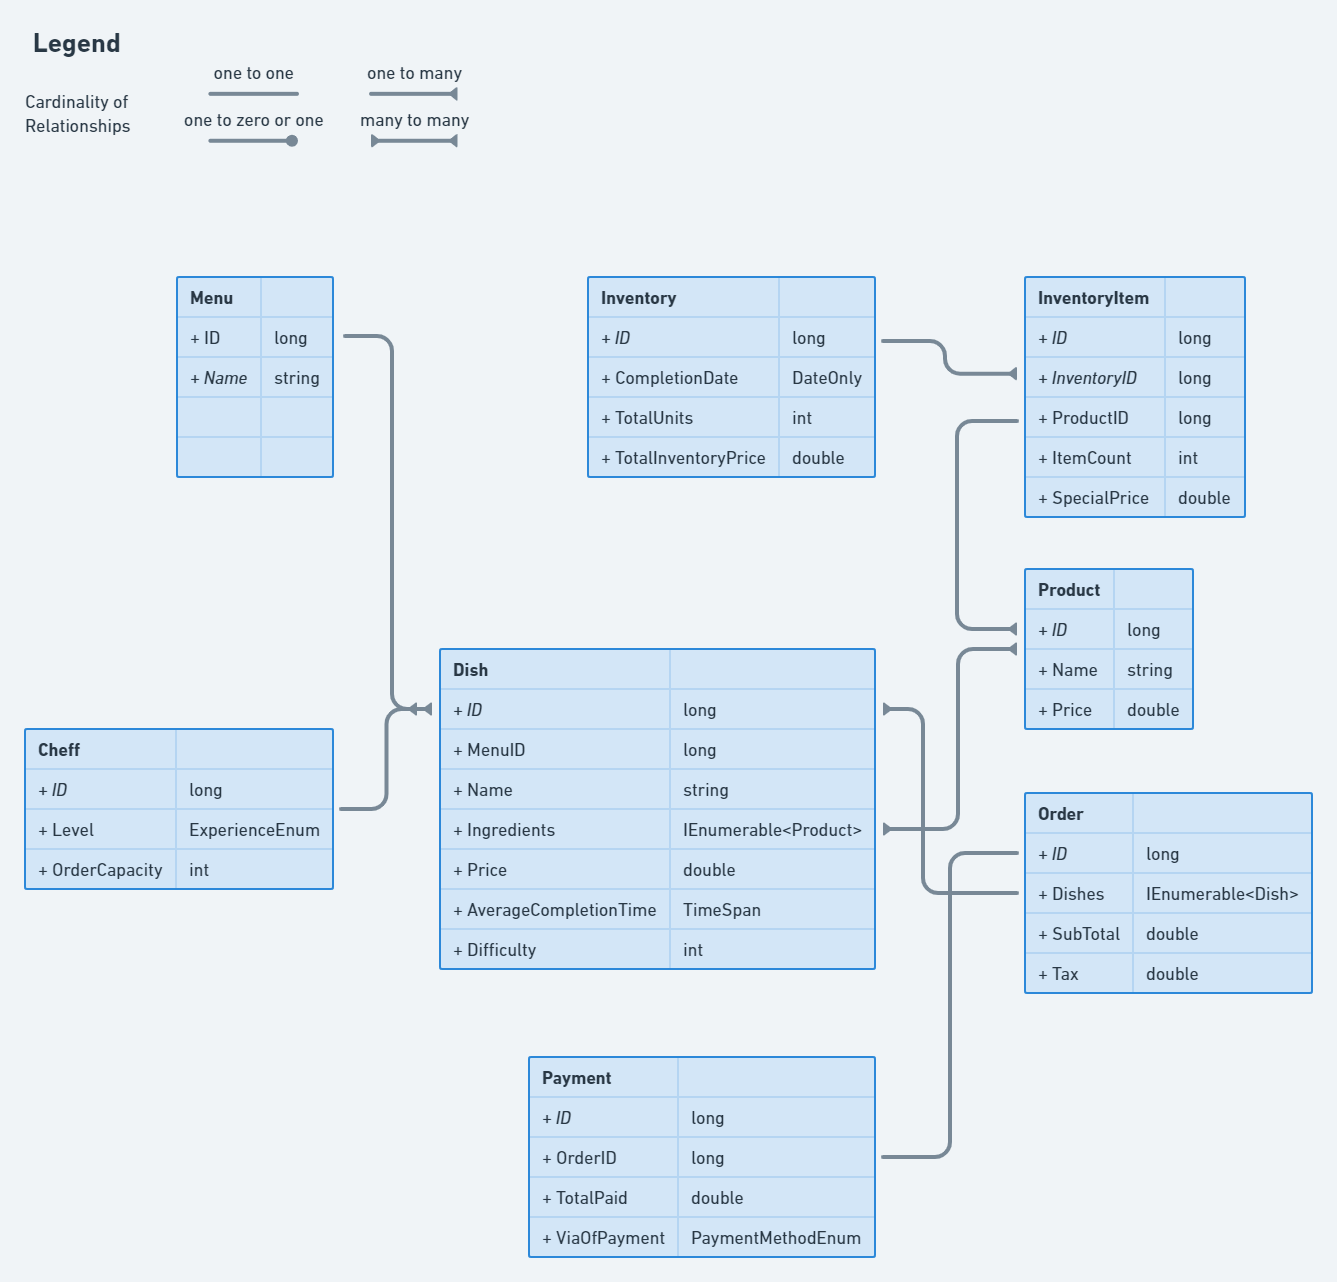 Legend
Cardinality of
Relationships
one to one
one to many
one to zero or one
many to many
Menu
+ ID long
+ Name string
Inventory
+ ID long
+ CompletionDate DateOnly
+ TotalUnits int
+ TotalInventoryPrice double
InventoryItem
+ ID long
+ InventoryID long
+ ProductID long
+ ItemCount int
+ SpecialPrice double
Product
+ ID long
+ Name string
+ Price double
Dish
+ ID long
+ MenuID long
+ Name string
+ Ingredients IEnumerable<Product>
+ Price double
+ AverageCompletionTime TimeSpan
+ Difficulty int
Cheff
+ ID long
+ Level ExperienceEnum
+ OrderCapacity int
Order
+ ID long
+ Dishes IEnumerable<Dish>
+ SubTotal double
+ Tax double
Payment
+ ID long
+ OrderID long
+ TotalPaid double
+ ViaOfPayment PaymentMethodEnum